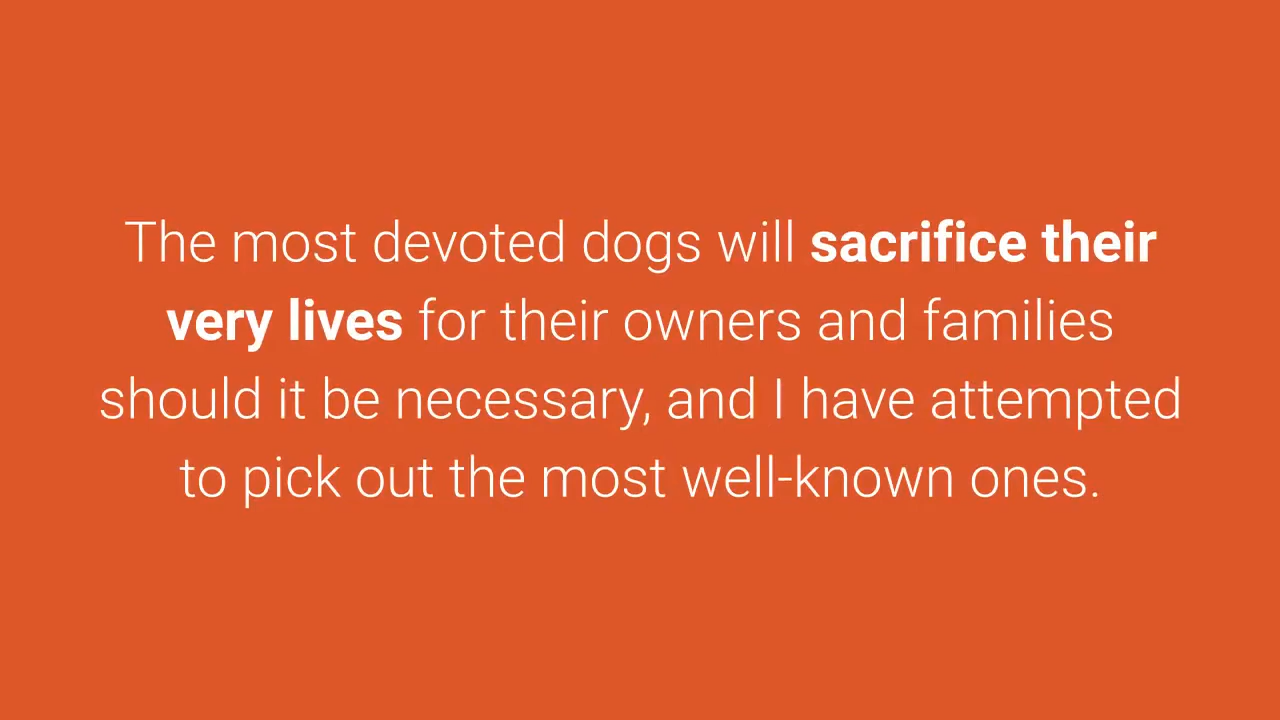 The most devoted dogs will sacrifice their
very lives for their owners and families
should it be necessary, and I have attempted
to pick out the most well-known ones.